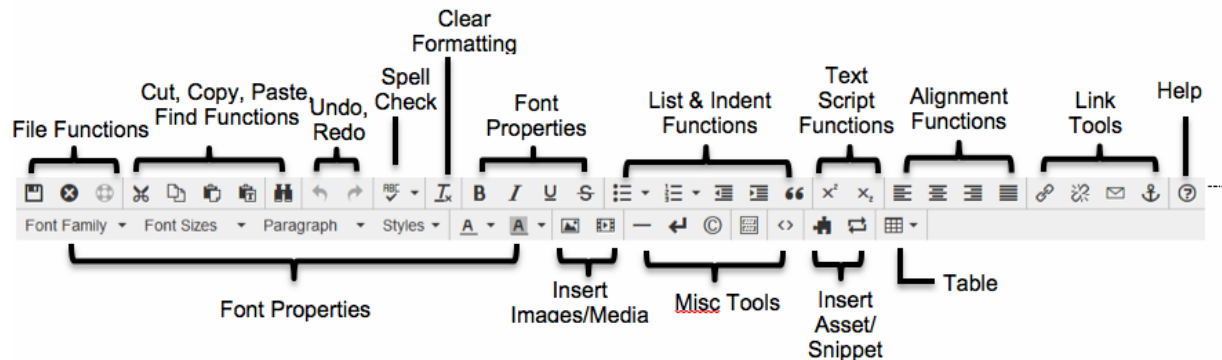 Clear
Formatting
Cut, Copy, Paste,
Find Functions
Undo,
Redo
Spell
Check
Font
Properties
List & Indent
Functions
Text
Script
Functions
Alignment
Functions
Link
Tools
Help
File Functions
ABC
B I U S
Font Family Font Sizes Paragraph Styles A A
Font Properties
Insert
Images/Media
Misc Tools
Insert
Asset/
Snippet
Table